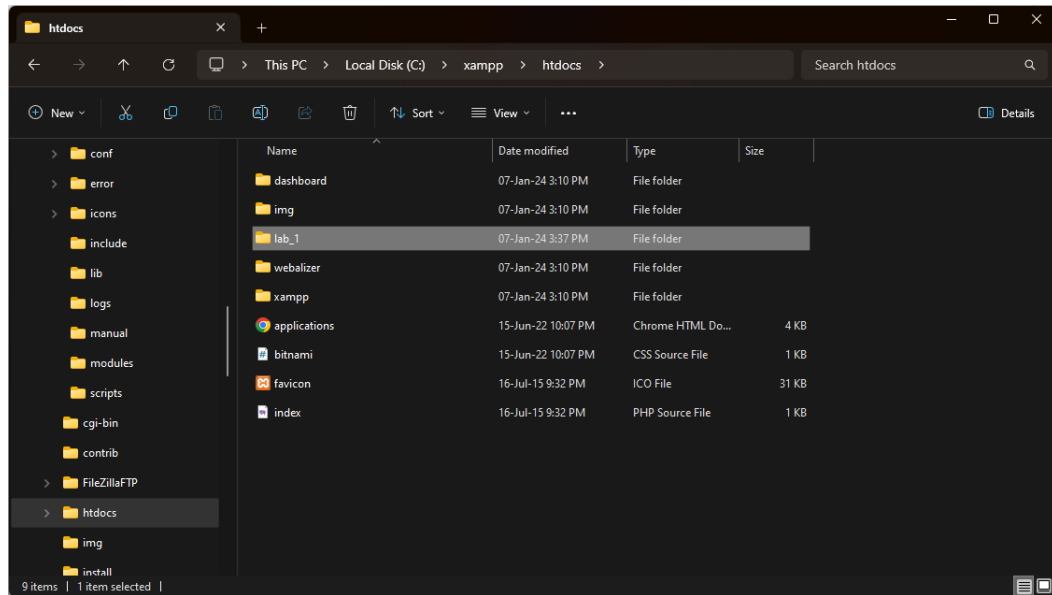 htdocs
This PC > Local Disk (C:) > xampp > htdocs > Search htdocs
New Sort View ... Details
Name Date modified Type Size
conf
error
icons
include
lib
logs
manual
modules
scripts
cgi-bin
contrib
FileZillaFTP
htdocs
img
install
dashboard 07-Jan-24 3:10 PM File folder
img 07-Jan-24 3:10 PM File folder
lab_1 07-Jan-24 3:37 PM File folder
webalizer 07-Jan-24 3:10 PM File folder
xampp 07-Jan-24 3:10 PM File folder
applications 15-Jun-22 10:07 PM Chrome HTML Do... 4 KB
bitnami 15-Jun-22 10:07 PM CSS Source File 1 KB
favicon 16-Jul-15 9:32 PM ICO File 31 KB
index 16-Jul-15 9:32 PM PHP Source File 1 KB
9 items | 1 item selected |